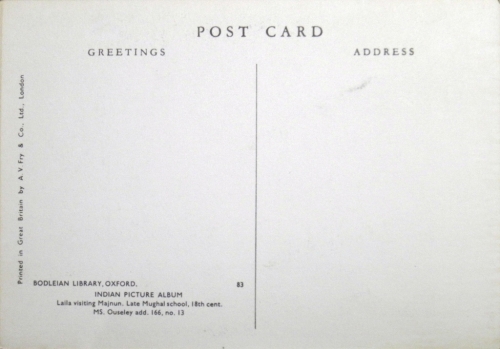 POST CARD
GREETINGS
ADDRESS
Printed in Great Britain by A. V. Fry & Co., Ltd., London
BODLEIAN LIBRARY, OXFORD. 83
INDIAN PICTURE ALBUM
Laila visiting Majnun. Late Mughal school, 18th cent.
MS. Ouseley add. 166, no. 13